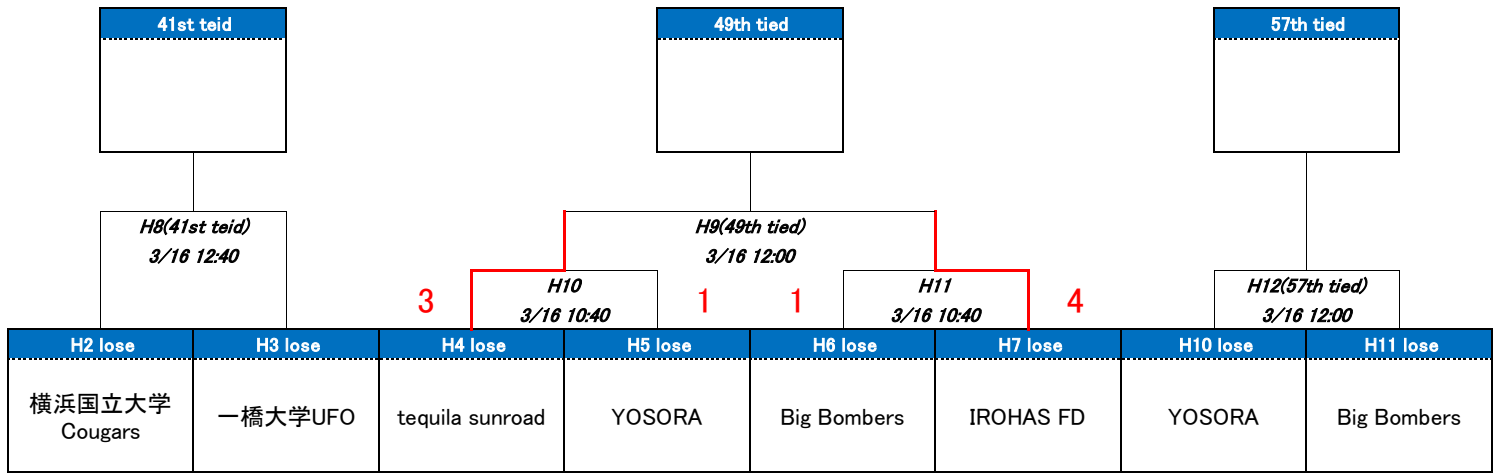 41st teid
49th tied
57th tied
H8(41st teid)
3/16 12:40
H9(49th tied)
3/16 12:00
3
H10
3/16 10:40
1
1
H11
3/16 10:40
4
H12(57th tied)
3/16 12:00
H2 lose
H3 lose
H4 lose
H5 lose
H6 lose
H7 lose
H10 lose
H11 lose
横浜国立大学
Cougars
一橋大学UFO
tequila sunroad
YOSORA
Big Bombers
IROHAS FD
YOSORA
Big Bombers